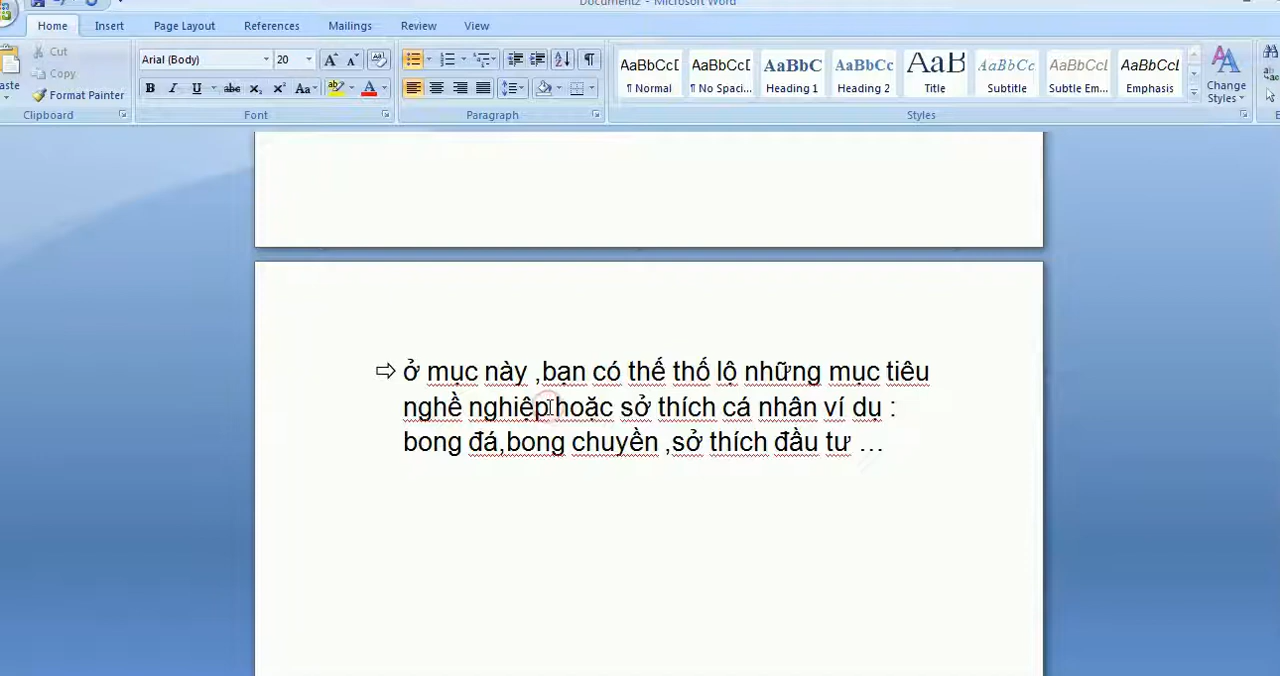 Document2 - Microsoft Word
Home Insert Page Layout References Mailings Review View
Cut
Copy
Format Painter
Clipboard
Arial (Body) 20
Font
Paragraph
AaBbCcD AaBbCcD AaBbC AaBbCc AaB AaBbCc AaBbCcD AaBbCcD
¶ Normal ¶ No Spaci... Heading 1 Heading 2 Title Subtitle Subtle Em... Emphasis
Change
Styles
Styles
⇨ ở mục này ,bạn có thế thố lộ những mục tiêu
nghề nghiệp hoặc sở thích cá nhân ví dụ :
bong đá,bong chuyền ,sở thích đầu tư …